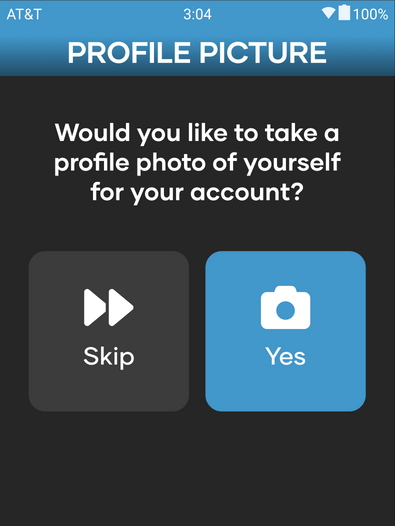 AT&T 3:04 100%
PROFILE PICTURE
Would you like to take a
profile photo of yourself
for your account?
Skip
Yes